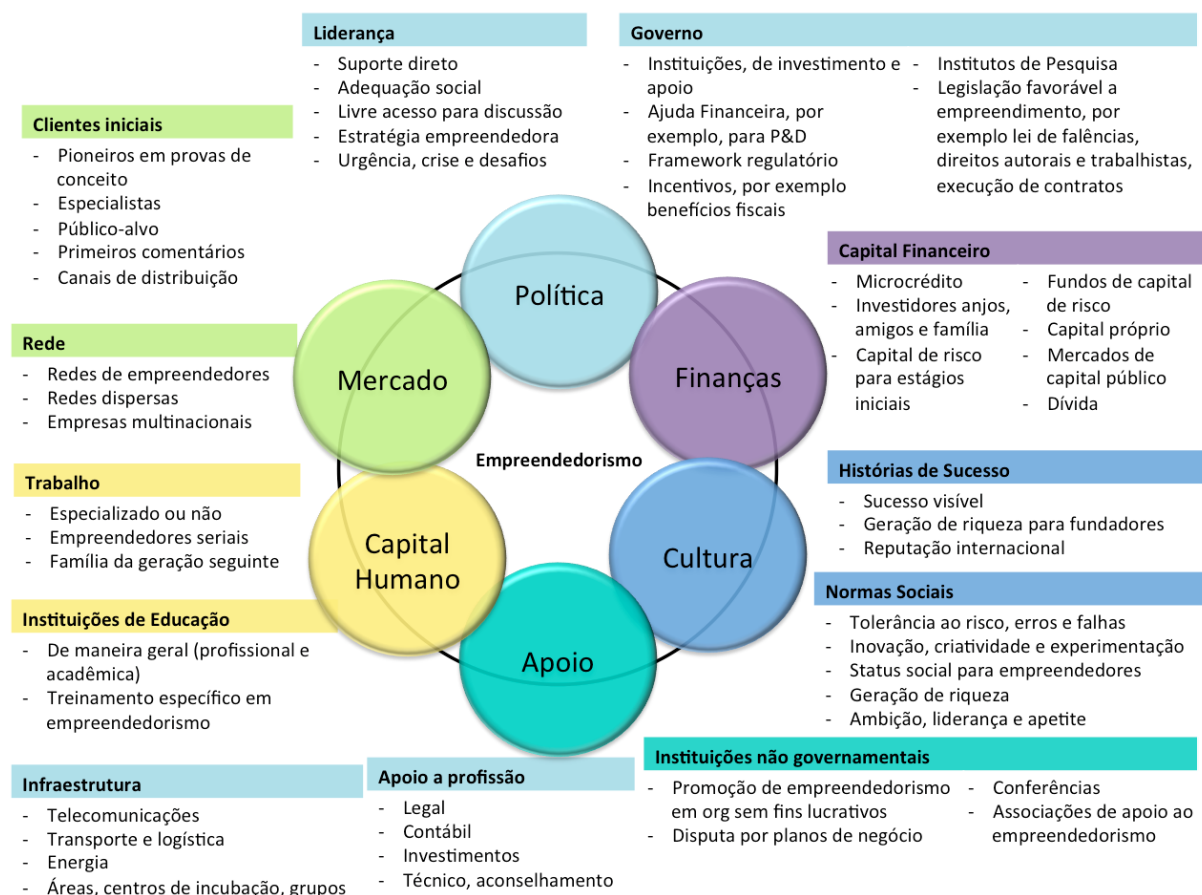 Liderança
- Suporte direto
- Adequação social
- Livre acesso para discussão
- Estratégia empreendedora
- Urgência, crise e desafios
Governo
- Instituições, de investimento e
apoio
- Ajuda Financeira, por
exemplo, para P&D
- Framework regulatório
- Incentivos, por exemplo
benefícios fiscais
- Institutos de Pesquisa
- Legislação favorável a
empreendimento, por
exemplo lei de falências,
direitos autorais e trabalhistas,
execução de contratos
Clientes iniciais
- Pioneiros em provas de
conceito
- Especialistas
- Público-alvo
- Primeiros comentários
- Canais de distribuição
Capital Financeiro
- Microcrédito
- Investidores anjos,
amigos e família
- Capital de risco
para estágios
iniciais
- Fundos de capital
de risco
- Capital próprio
- Mercados de
capital público
- Dívida
Rede
- Redes de empreendedores
- Redes dispersas
- Empresas multinacionais
Política
Mercado
Finanças
Empreendedorismo
Capital
Humano
Cultura
Apoio
Trabalho
- Especializado ou não
- Empreendedores seriais
- Família da geração seguinte
Histórias de Sucesso
- Sucesso visível
- Geração de riqueza para fundadores
- Reputação internacional
Instituições de Educação
- De maneira geral (profissional e
acadêmica)
- Treinamento específico em
empreendedorismo
Normas Sociais
- Tolerância ao risco, erros e falhas
- Inovação, criatividade e experimentação
- Status social para empreendedores
- Geração de riqueza
- Ambição, liderança e apetite
Infraestrutura
- Telecomunicações
- Transporte e logística
- Energia
- Áreas, centros de incubação, grupos
Apoio a profissão
- Legal
- Contábil
- Investimentos
- Técnico, aconselhamento
Instituições não governamentais
- Promoção de empreendedorismo
em org sem fins lucrativos
- Disputa por planos de negócio
- Conferências
- Associações de apoio ao
empreendedorismo